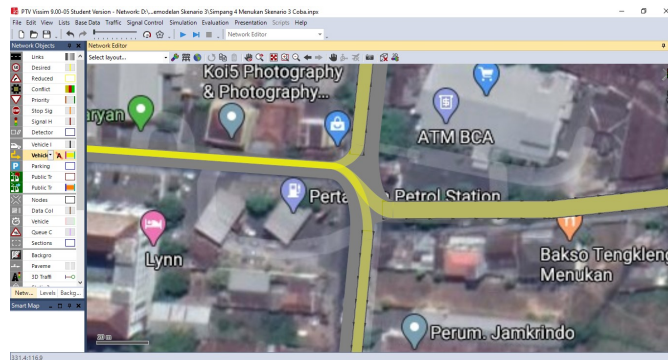 PTV Vissim 9.00-05 Student Version - Network: D:\...emodelan Skenario 3\Simpang 4 Menukan Skenario 3 Coba.inpx
File Edit View Lists Base Data Traffic Signal Control Simulation Evaluation Presentation Scripts Help
Network Editor
Network Objects
Network Editor
Select layout...
Links
Desired
Reduced
Conflict
Priority
Stop Sig
Signal H
Detector
Vehicle I
Vehicle
Parking
Public Tr
Public Tr
Nodes
Data Col
Vehicle
Queue C
Sections
Backgro
Paveme
3D Traffi
Netw... Levels Backg...
Smart Map
Koi5 Photography
& Photography...
aryan
ATM BCA
Petrol Station
Lynn
Bakso Tengkleng
Menukan
Perum. Jamkrindo
20 m
331.4:116.9